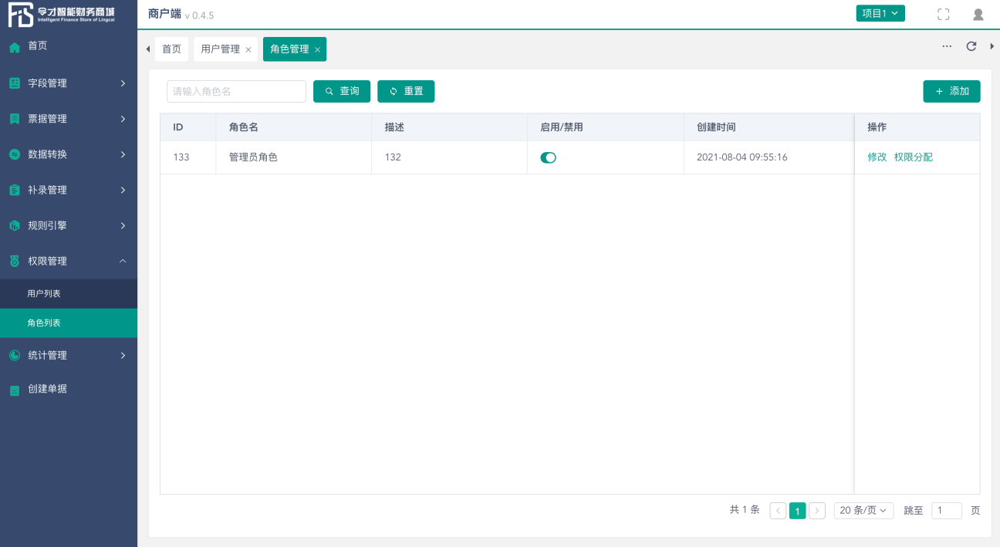 令才智能财务商城
Intelligent Finance Store of Lingcai
商户端 v 0.4.5
项目1
首页
字段管理
票据管理
数据转换
补录管理
规则引擎
权限管理
用户列表
角色列表
统计管理
创建单据
首页 用户管理 × 角色管理 ×
请输入角色名 查询 重置 + 添加
ID 角色名 描述 启用/禁用 创建时间 操作
133 管理员角色 132 2021-08-04 09:55:16 修改 权限分配
共 1 条 1 20 条/页 跳至 1 页